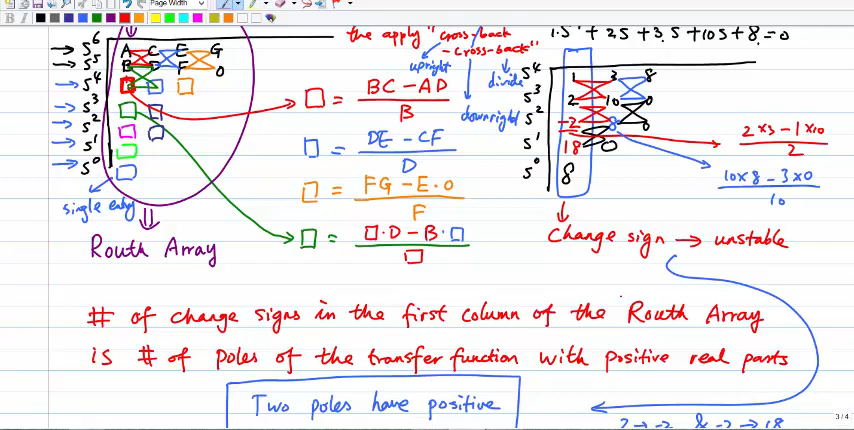 Page Width
B
the apply "cross-back
-cross-back"
upright
divide
downright
1.S⁴ + 2S³ + 3S² + 10S + 8 = 0
S⁶ A C E G
S⁵ B D F 0
S⁴
S³
S²
S¹
S⁰
single entry
Routh Array
□ = BC - AD / B
□ = DE - CF / D
□ = FG - E.0 / F
□ = □.D - B.□ / □
S⁴ 1 3 8
S³ 2 10 0
S² -2 8 0
S¹ 18 0
S⁰ 8
2×3 - 1×10 / 2
10×8 - 3×0 / 10
Change sign → unstable
# of change signs in the first column of the Routh Array
is # of poles of the transfer function with positive real parts
Two poles have positive
2 → -2 & -2 → 18
3 / 4